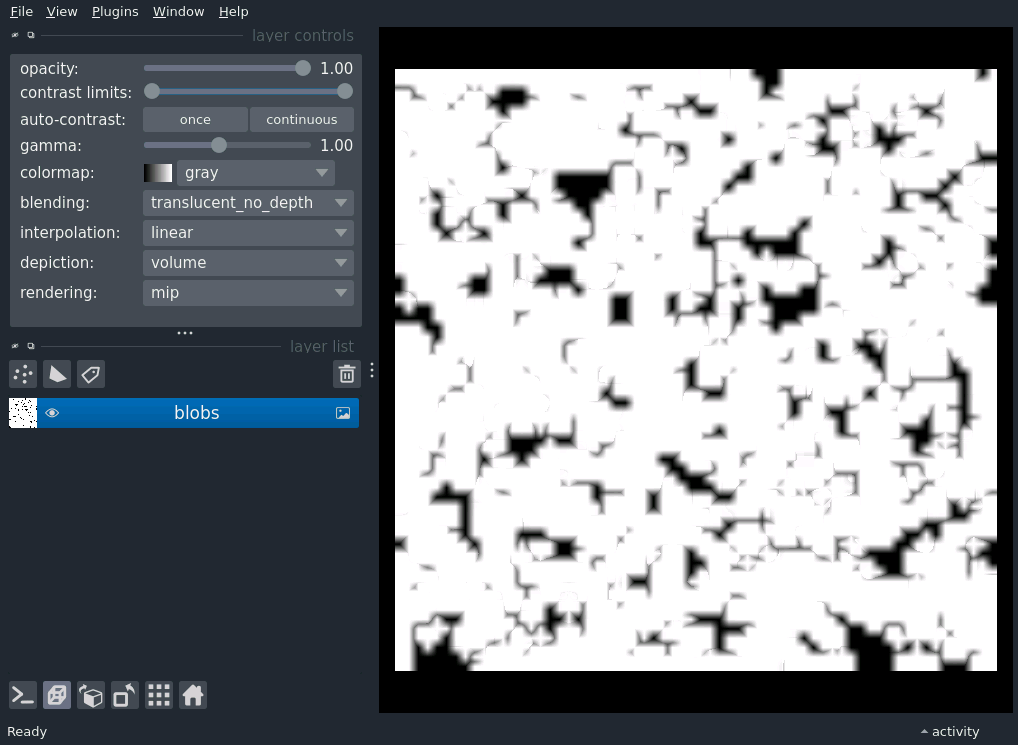 File View Plugins Window Help
layer controls
opacity: 1.00
contrast limits:
auto-contrast: once continuous
gamma: 1.00
colormap: gray
blending: translucent_no_depth
interpolation: linear
depiction: volume
rendering: mip
layer list
blobs
Ready activity